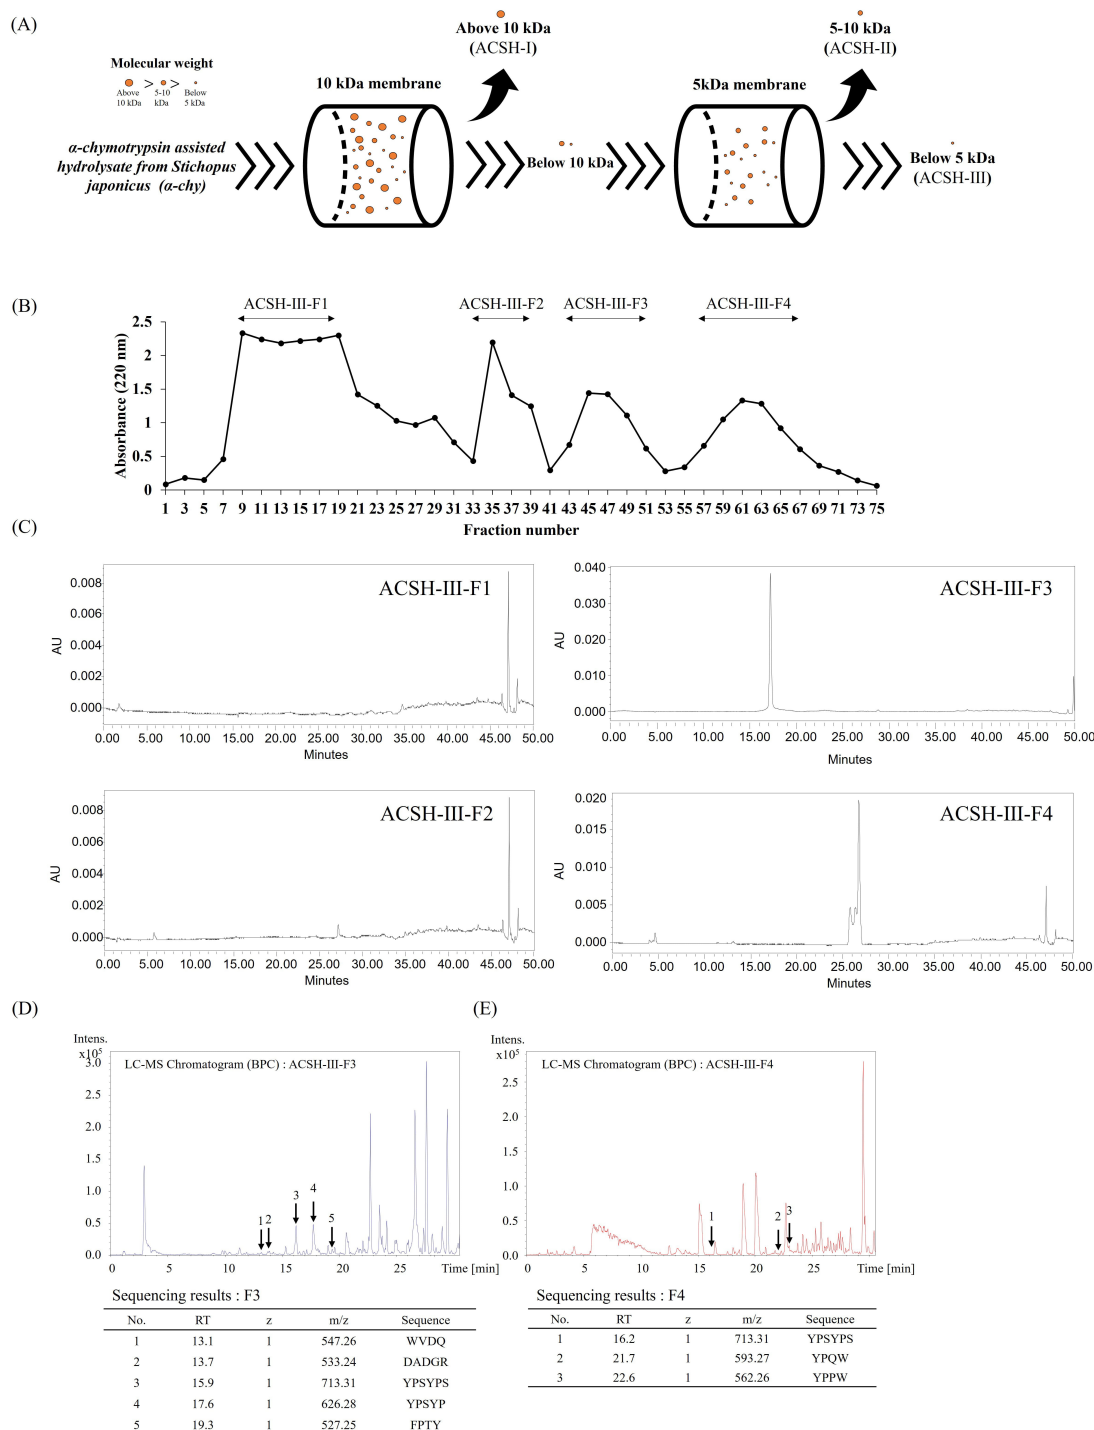 (A)
Above 10 kDa
(ACSH-I)
5-10 kDa
(ACSH-II)
Molecular weight
> >
Above 10 kDa
5-10 kDa
Below 5 kDa
10 kDa membrane
5kDa membrane
α-chymotrypsin assisted
hydrolysate from Stichopus
japonicus (α-chy)
Below 10 kDa
Below 5 kDa
(ACSH-III)
(B)
ACSH-III-F1
ACSH-III-F2
ACSH-III-F3
ACSH-III-F4
Absorbance (220 nm)
2.5
2
1.5
1
0.5
0
1 3 5 7 9 11 13 15 17 19 21 23 25 27 29 31 33 35 37 39 41 43 45 47 49 51 53 55 57 59 61 63 65 67 69 71 73 75
Fraction number
(C)
ACSH-III-F1
AU
0.008
0.006
0.004
0.002
0.000
0.00 5.00 10.00 15.00 20.00 25.00 30.00 35.00 40.00 45.00 50.00
Minutes
ACSH-III-F3
AU
0.040
0.030
0.020
0.010
0.000
0.00 5.00 10.00 15.00 20.00 25.00 30.00 35.00 40.00 45.00 50.00
Minutes
ACSH-III-F2
AU
0.008
0.006
0.004
0.002
0.000
0.00 5.00 10.00 15.00 20.00 25.00 30.00 35.00 40.00 45.00 50.00
Minutes
ACSH-III-F4
AU
0.020
0.015
0.010
0.005
0.000
0.00 5.00 10.00 15.00 20.00 25.00 30.00 35.00 40.00 45.00 50.00
Minutes
(D)
Intens.
x10⁵
LC-MS Chromatogram (BPC) : ACSH-III-F3
3.0
2.5
2.0
1.5
1.0
0.5
0.0
1 2 3 4 5
0 5 10 15 20 25 Time [min]
Sequencing results : F3
No. RT z m/z Sequence
1 13.1 1 547.26 WVDQ
2 13.7 1 533.24 DADGR
3 15.9 1 713.31 YPSYPS
4 17.6 1 626.28 YPSYP
5 19.3 1 527.25 FPTY
(E)
Intens.
x10⁵
LC-MS Chromatogram (BPC) : ACSH-III-F4
2.5
2.0
1.5
1.0
0.5
0.0
1 2 3
0 5 10 15 20 25 Time [min]
Sequencing results : F4
No. RT z m/z Sequence
1 16.2 1 713.31 YPSYPS
2 21.7 1 593.27 YPQW
3 22.6 1 562.26 YPPW